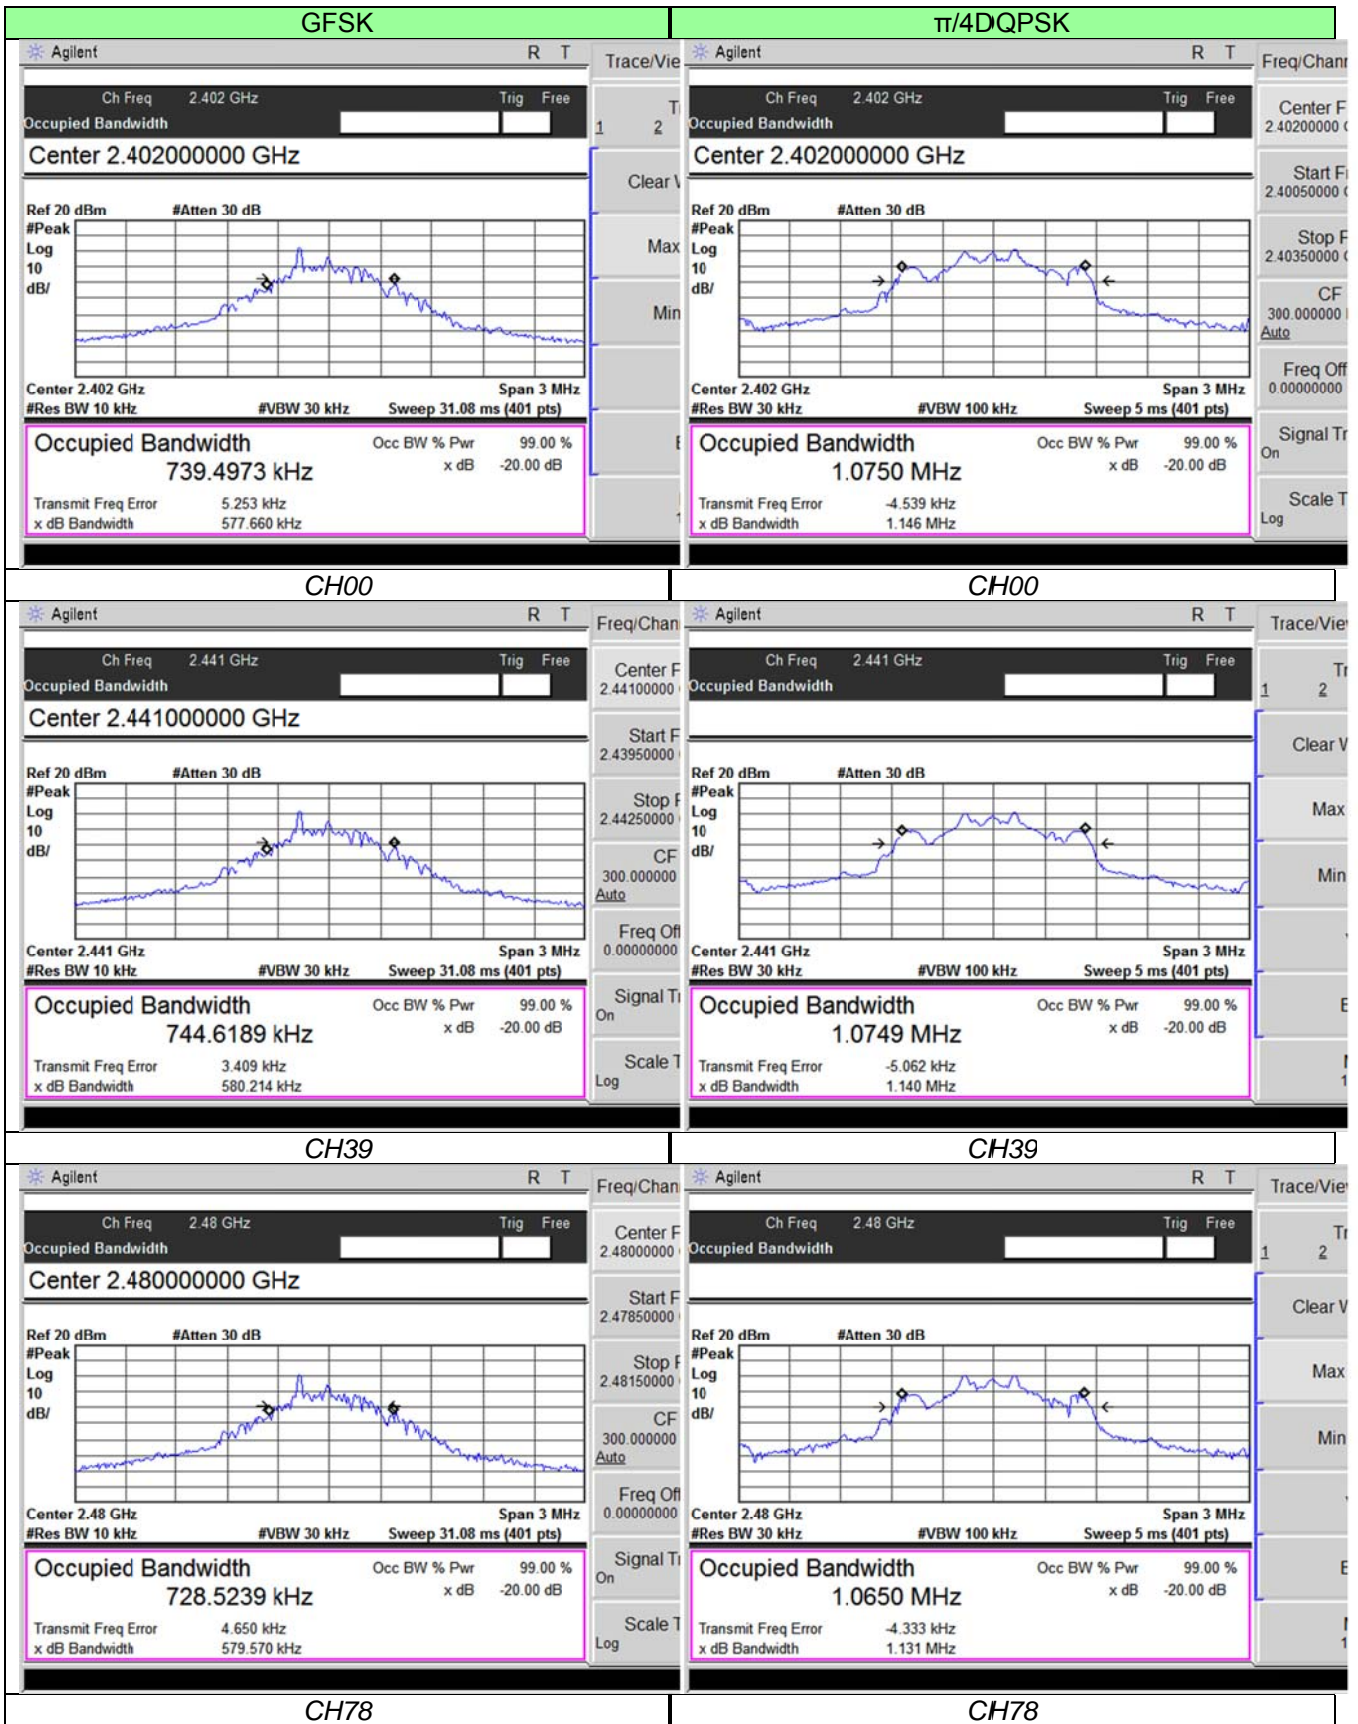 GFSK
π/4DQPSK
Agilent R T
Trace/Vie
Ch Freq 2.402 GHz Trig Free
Occupied Bandwidth
1 2
Center 2.402000000 GHz
Clear
Ref 20 dBm #Atten 30 dB
#Peak
Log
10
dB/
Max
Min
Center 2.402 GHz Span 3 MHz
#Res BW 10 kHz #VBW 30 kHz Sweep 31.08 ms (401 pts)
Occupied Bandwidth Occ BW % Pwr 99.00 %
739.4973 kHz x dB -20.00 dB
Transmit Freq Error 5.253 kHz
x dB Bandwidth 577.660 kHz
Agilent R T
Freq/Chan
Ch Freq 2.402 GHz Trig Free
Occupied Bandwidth
Center F
2.40200000
Center 2.402000000 GHz
Start F
2.40050000
Ref 20 dBm #Atten 30 dB
#Peak
Log
10
dB/
Stop F
2.40350000
CF
300.000000
Auto
Freq Off
0.00000000
Center 2.402 GHz Span 3 MHz
#Res BW 30 kHz #VBW 100 kHz Sweep 5 ms (401 pts)
Occupied Bandwidth Occ BW % Pwr 99.00 %
1.0750 MHz x dB -20.00 dB
Transmit Freq Error -4.539 kHz
x dB Bandwidth 1.146 MHz
Signal Tr
On
Scale T
Log
CH00
CH00
Agilent R T
Freq/Chan
Ch Freq 2.441 GHz Trig Free
Occupied Bandwidth
Center F
2.44100000
Center 2.441000000 GHz
Start F
2.43950000
Ref 20 dBm #Atten 30 dB
#Peak
Log
10
dB/
Stop F
2.44250000
CF
300.000000
Auto
Freq Off
0.00000000
Center 2.441 GHz Span 3 MHz
#Res BW 10 kHz #VBW 30 kHz Sweep 31.08 ms (401 pts)
Occupied Bandwidth Occ BW % Pwr 99.00 %
744.6189 kHz x dB -20.00 dB
Transmit Freq Error 3.409 kHz
x dB Bandwidth 580.214 kHz
Signal Tr
On
Scale T
Log
Agilent R T
Trace/Vie
Ch Freq 2.441 GHz Trig Free
Occupied Bandwidth
Tr
1 2
Clear
Ref 20 dBm #Atten 30 dB
#Peak
Log
10
dB/
Max
Min
Center 2.441 GHz Span 3 MHz
#Res BW 30 kHz #VBW 100 kHz Sweep 5 ms (401 pts)
Occupied Bandwidth Occ BW % Pwr 99.00 %
1.0749 MHz x dB -20.00 dB
Transmit Freq Error -5.062 kHz
x dB Bandwidth 1.140 MHz
CH39
CH39
Agilent R T
Freq/Chan
Ch Freq 2.48 GHz Trig Free
Occupied Bandwidth
Center F
2.48000000
Center 2.480000000 GHz
Start F
2.47850000
Ref 20 dBm #Atten 30 dB
#Peak
Log
10
dB/
Stop F
2.48150000
CF
300.000000
Auto
Freq Off
0.00000000
Center 2.48 GHz Span 3 MHz
#Res BW 10 kHz #VBW 30 kHz Sweep 31.08 ms (401 pts)
Occupied Bandwidth Occ BW % Pwr 99.00 %
728.5239 kHz x dB -20.00 dB
Transmit Freq Error 4.650 kHz
x dB Bandwidth 579.570 kHz
Signal Tr
On
Scale T
Log
Agilent R T
Trace/Vie
Ch Freq 2.48 GHz Trig Free
Occupied Bandwidth
Tr
1 2
Clear
Ref 20 dBm #Atten 30 dB
#Peak
Log
10
dB/
Max
Min
Center 2.48 GHz Span 3 MHz
#Res BW 30 kHz #VBW 100 kHz Sweep 5 ms (401 pts)
Occupied Bandwidth Occ BW % Pwr 99.00 %
1.0650 MHz x dB -20.00 dB
Transmit Freq Error -4.333 kHz
x dB Bandwidth 1.131 MHz
CH78
CH78